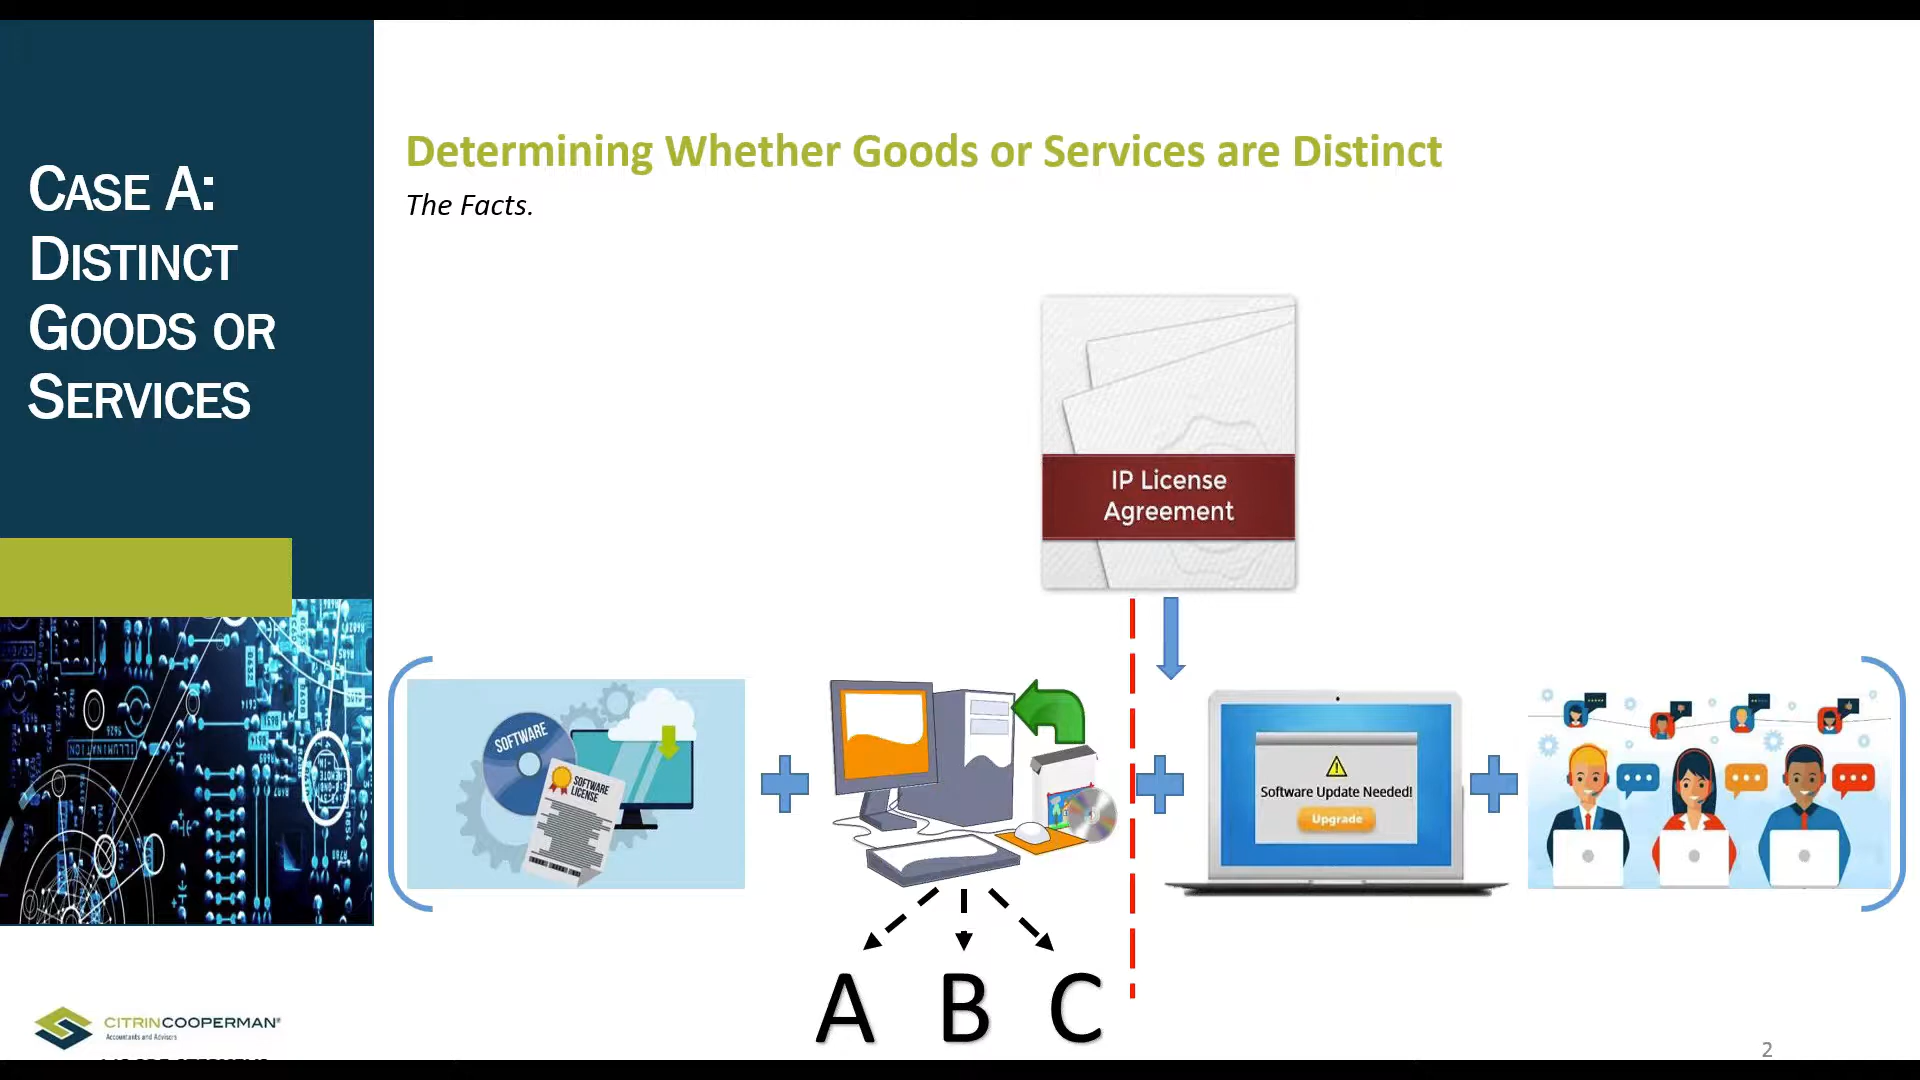 CASE A:
DISTINCT
GOODS OR
SERVICES
Determining Whether Goods or Services are Distinct
The Facts.
IP License
Agreement
SOFTWARE
SOFTWARE
LICENSE
Software Update Needed!
Upgrade
A B C
ILLUMINATION
CITRINCOOPERMAN®
Accountants and Advisors
2